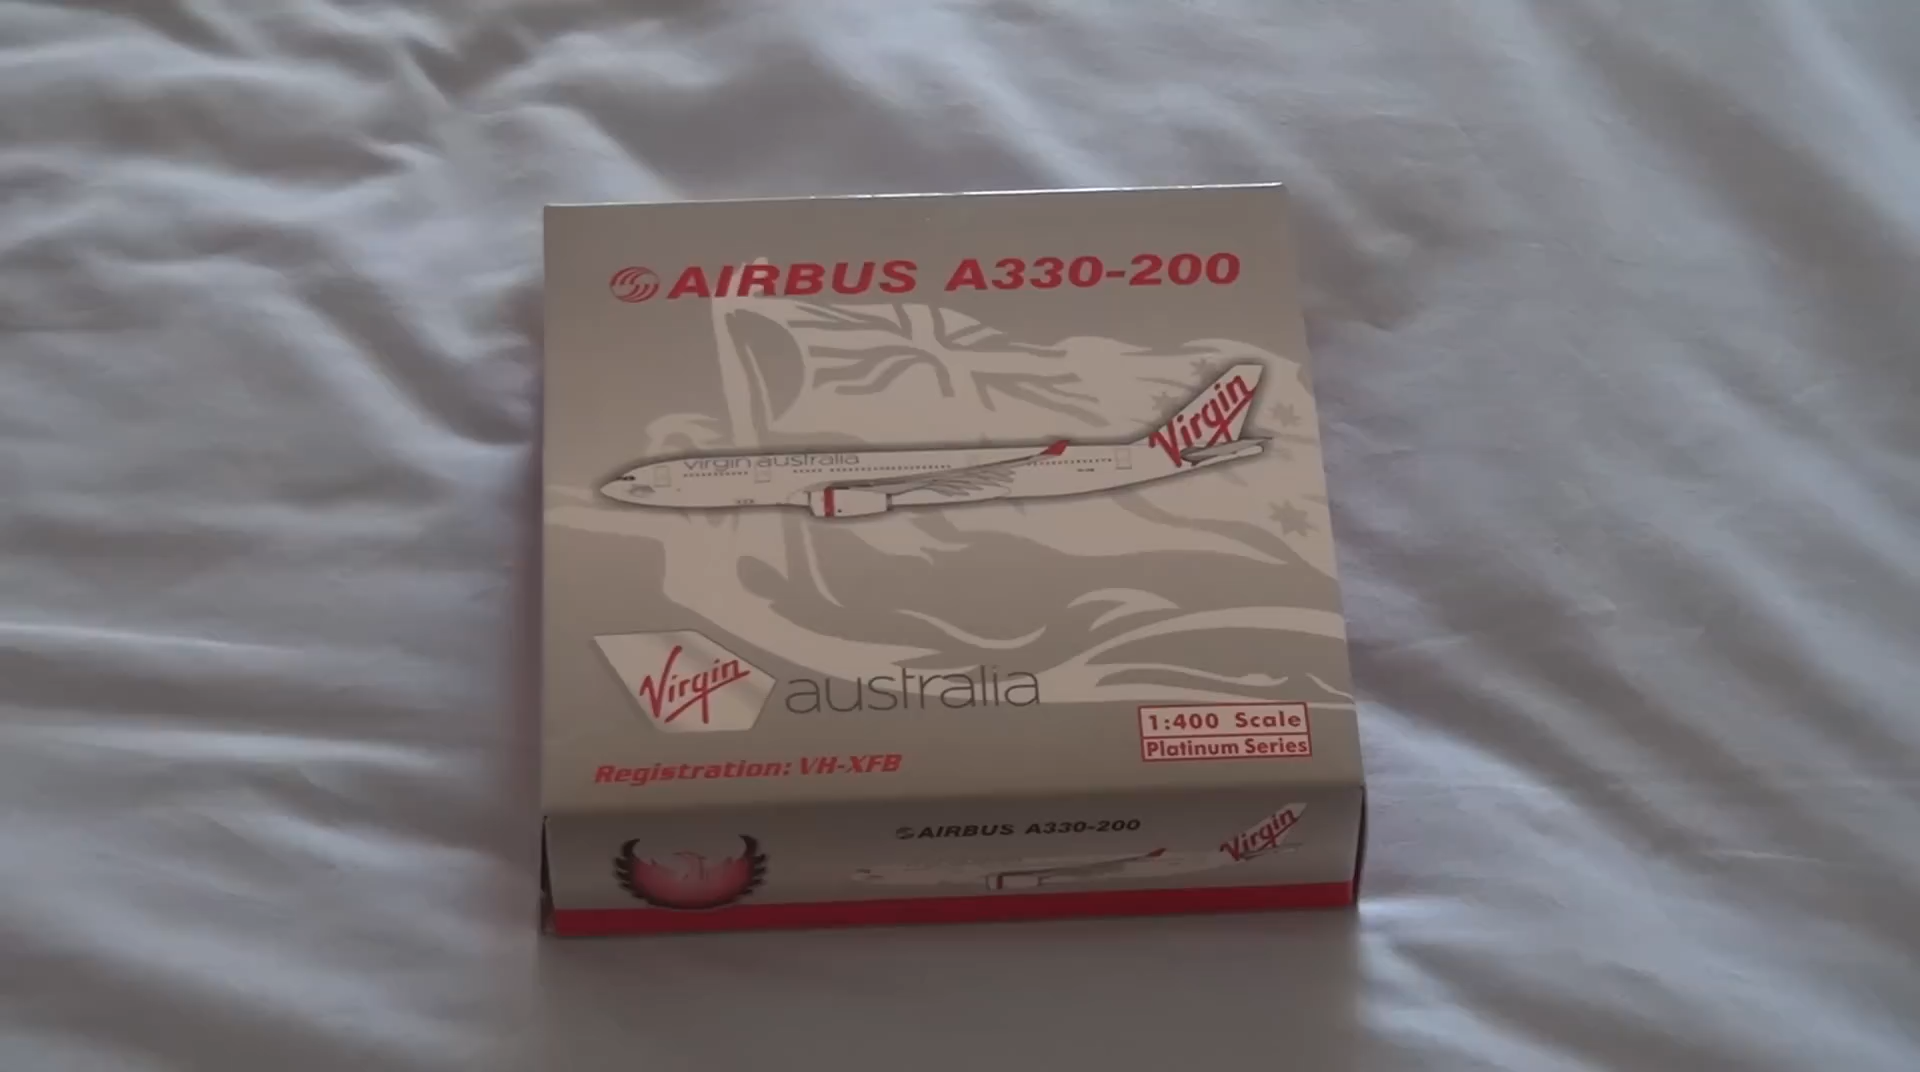 AIRBUS A330-200
Virgin
virgin australia
Virgin
australia
1:400 Scale
Platinum Series
Registration: VH-XFB
AIRBUS A330-200
Virgin